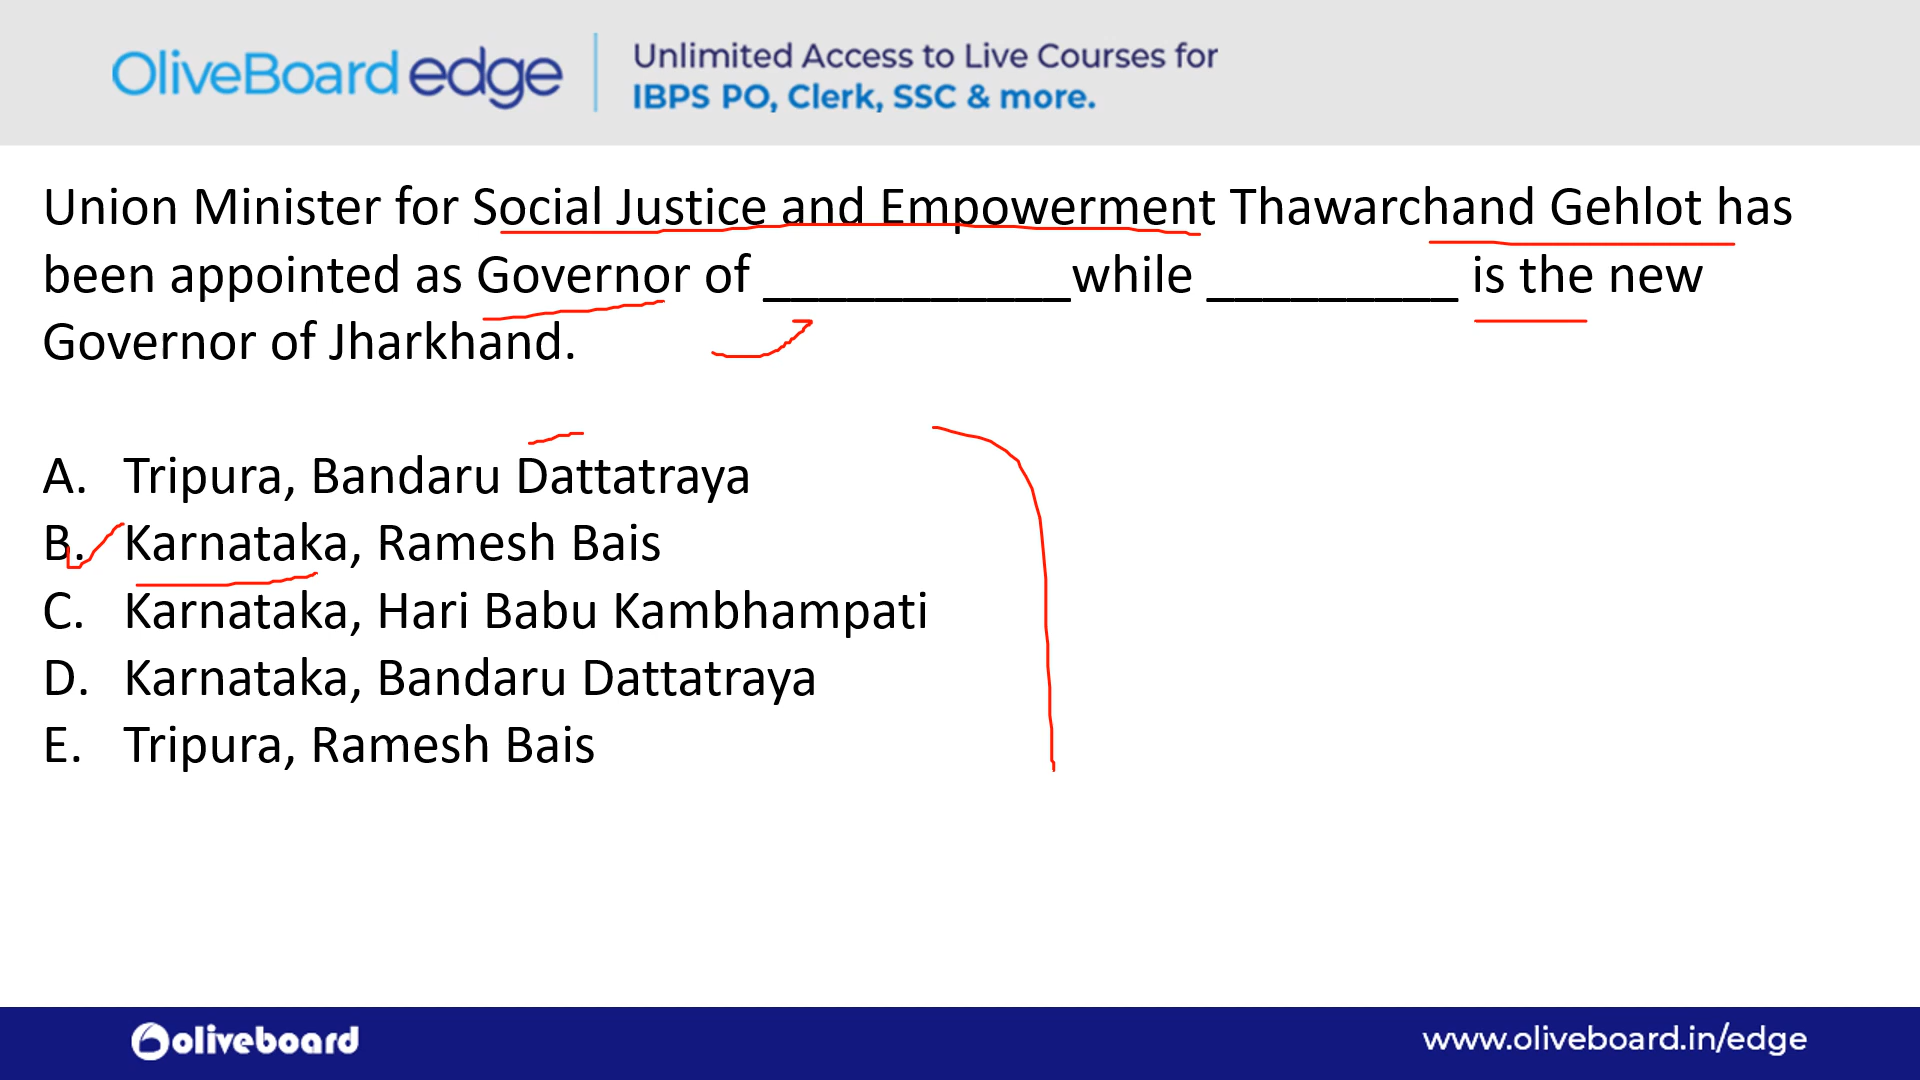 OliveBoard edge
Unlimited Access to Live Courses for
IBPS PO, Clerk, SSC & more.
Union Minister for Social Justice and Empowerment Thawarchand Gehlot has
been appointed as Governor of ___________while _________ is the new
Governor of Jharkhand.
A. Tripura, Bandaru Dattatraya
B. Karnataka, Ramesh Bais
C. Karnataka, Hari Babu Kambhampati
D. Karnataka, Bandaru Dattatraya
E. Tripura, Ramesh Bais
oliveboard
www.oliveboard.in/edge